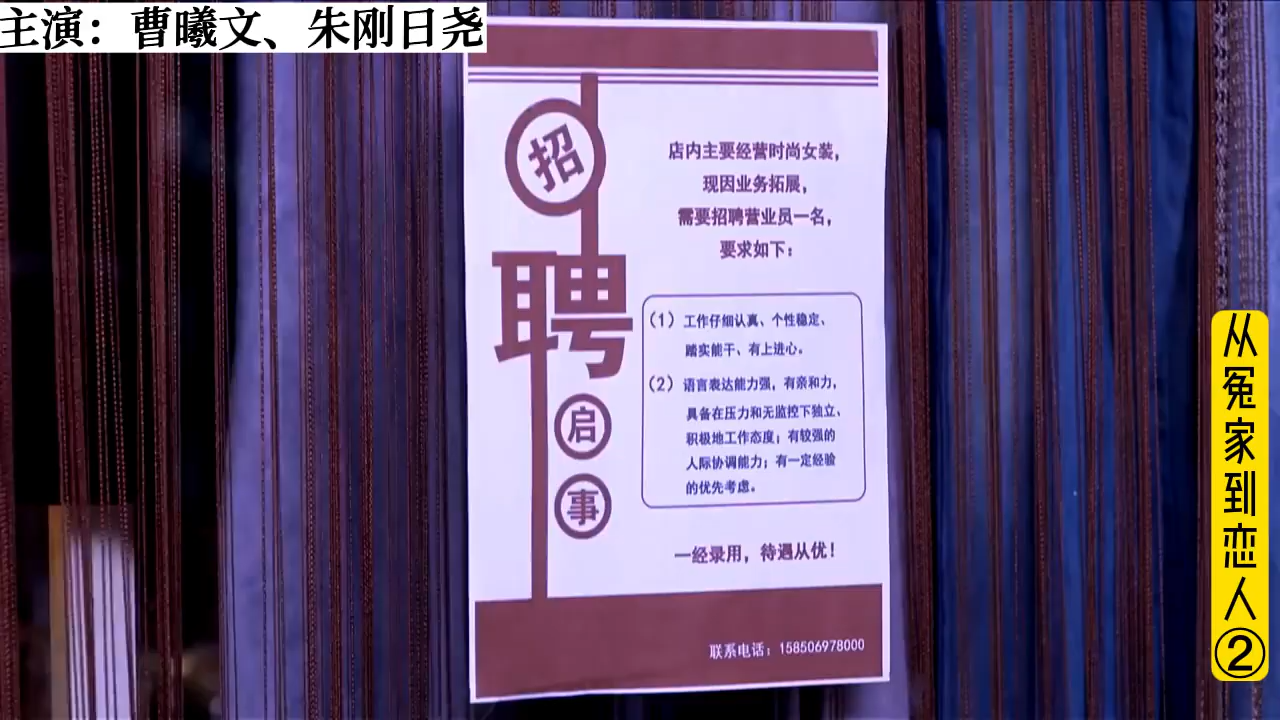 主演：曹曦文、朱刚日尧
招聘启事
店内主要经营时尚女装，
现因业务拓展，
需要招聘营业员一名，
要求如下：
（1）工作仔细认真、个性稳定、
踏实能干、有上进心。
（2）语言表达能力强，有亲和力，
具备在压力和无监控下独立、
积极地工作态度；有较强的
人际协调能力；有一定经验
的优先考虑。
一经录用，待遇从优！
联系电话：158506978000
从冤家到恋人②